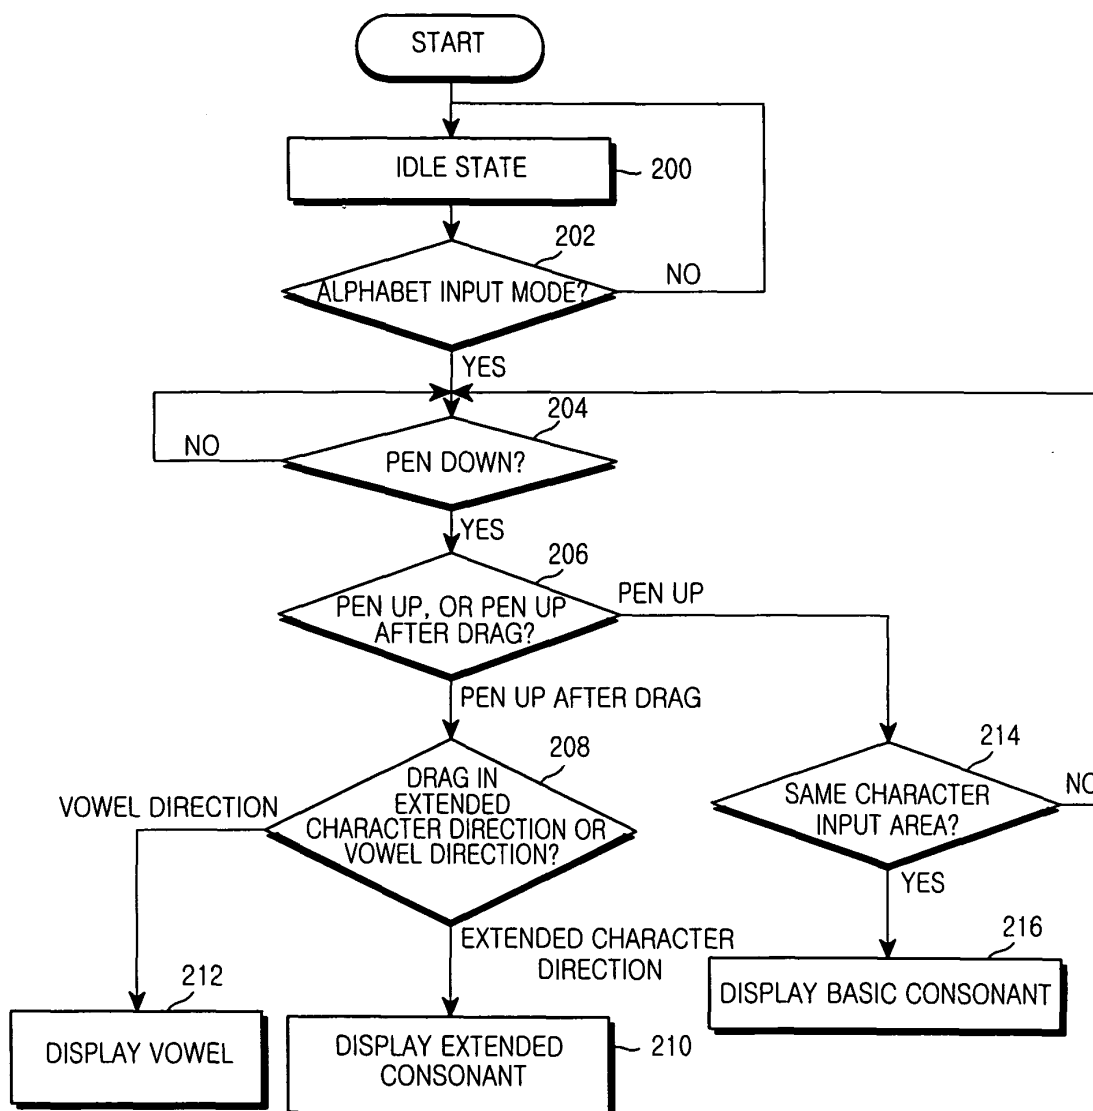 START
IDLE STATE
200
202
ALPHABET INPUT MODE?
NO
YES
204
NO
PEN DOWN?
YES
206
PEN UP, OR PEN UP
AFTER DRAG?
PEN UP
PEN UP AFTER DRAG
208
DRAG IN
EXTENDED
CHARACTER DIRECTION OR
VOWEL DIRECTION?
VOWEL DIRECTION
214
SAME CHARACTER
INPUT AREA?
NO
YES
EXTENDED CHARACTER
DIRECTION
216
DISPLAY BASIC CONSONANT
212
DISPLAY VOWEL
DISPLAY EXTENDED
CONSONANT
210